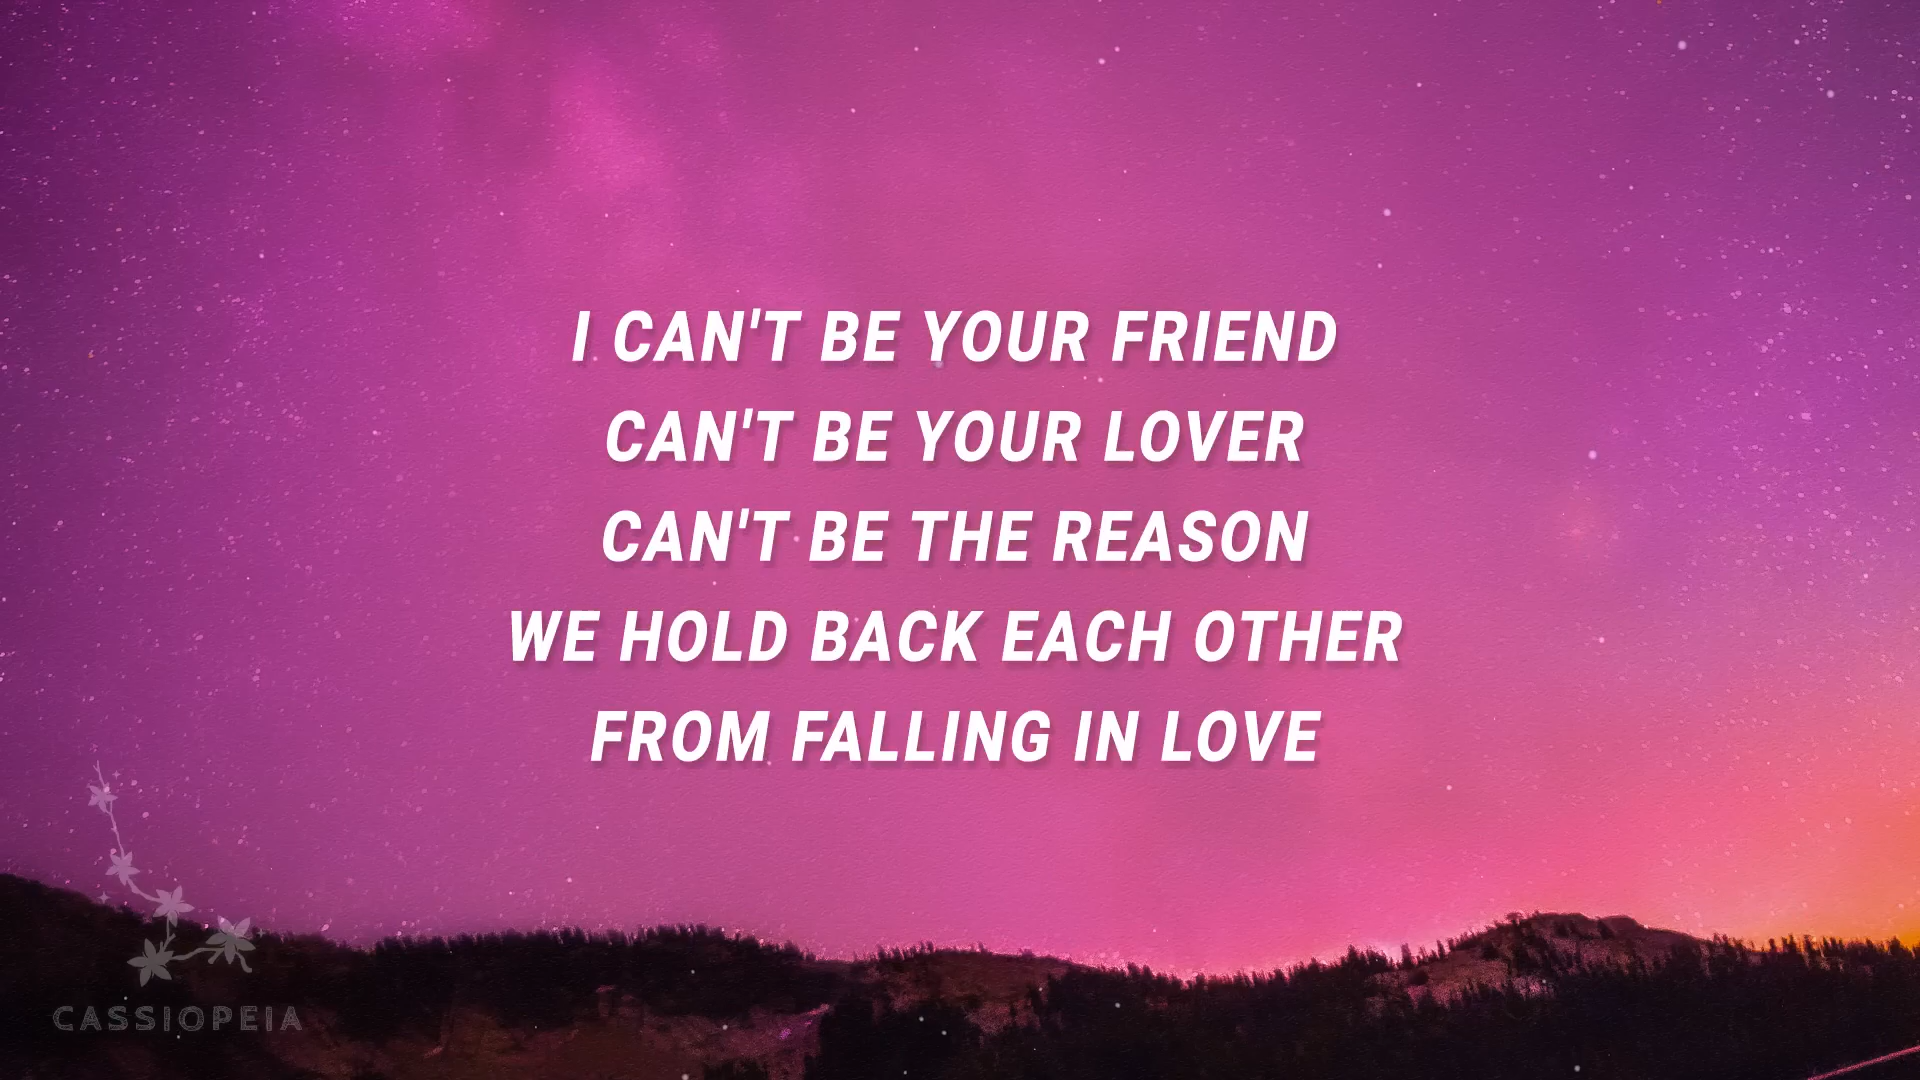 I CAN'T BE YOUR FRIEND
CAN'T BE YOUR LOVER
CAN'T BE THE REASON
WE HOLD BACK EACH OTHER
FROM FALLING IN LOVE
CASSIOPEIA